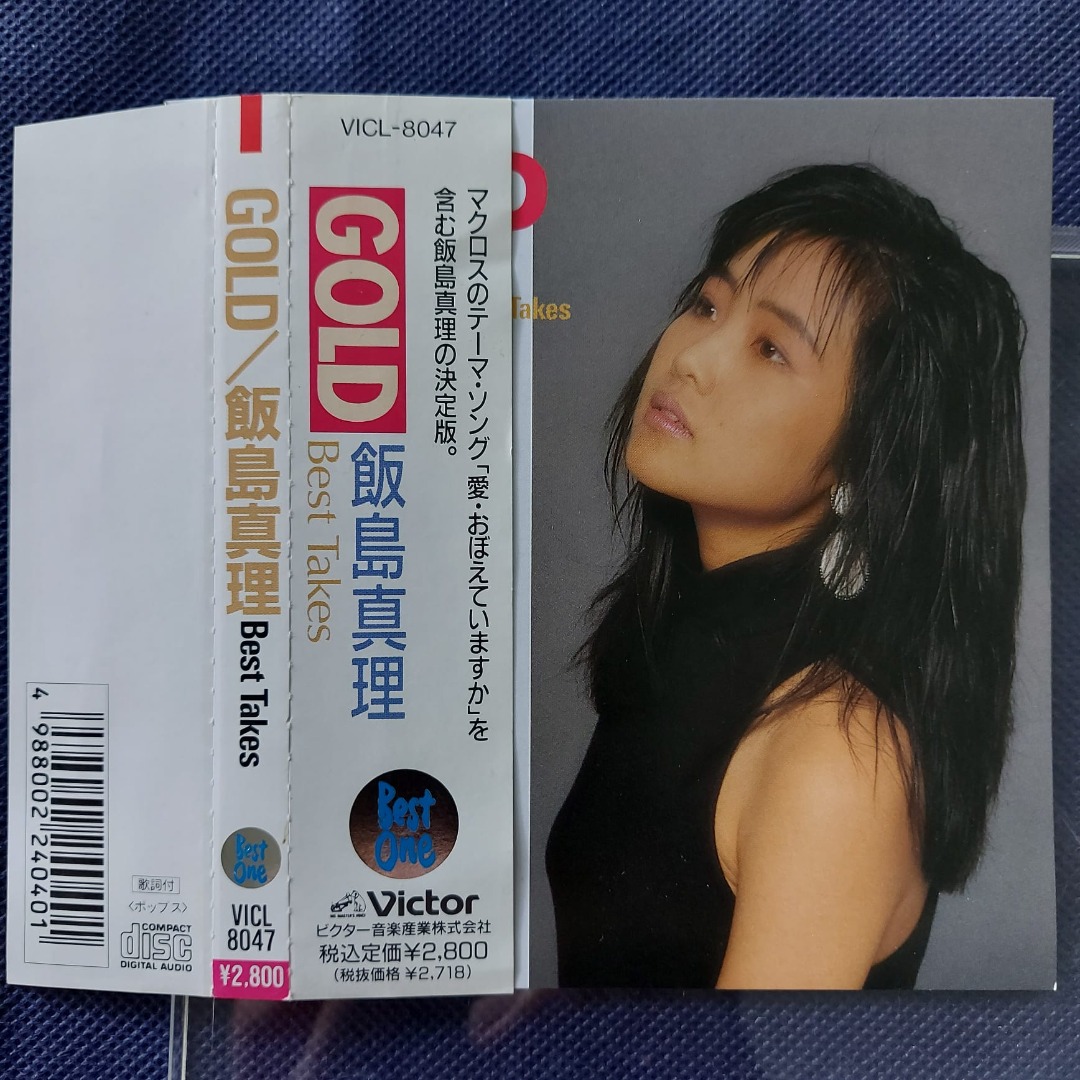 VICL-8047
マクロスのテーマ・ソング「愛・おぼえていますか」を
含む飯島真理の決定版。
GOLD
飯島真理
Best Takes
Best
One
HIS MASTER'S VOICE
Victor
ビクター音楽産業株式会社
税込定価¥2,800
(税抜価格 ¥2,718)
GOLD/飯島真理 Best Takes
Best
One
VICL
8047
¥2,800
4 988002 240401
歌詞付
〈ポップス〉
COMPACT
disc
DIGITAL AUDIO
Takes